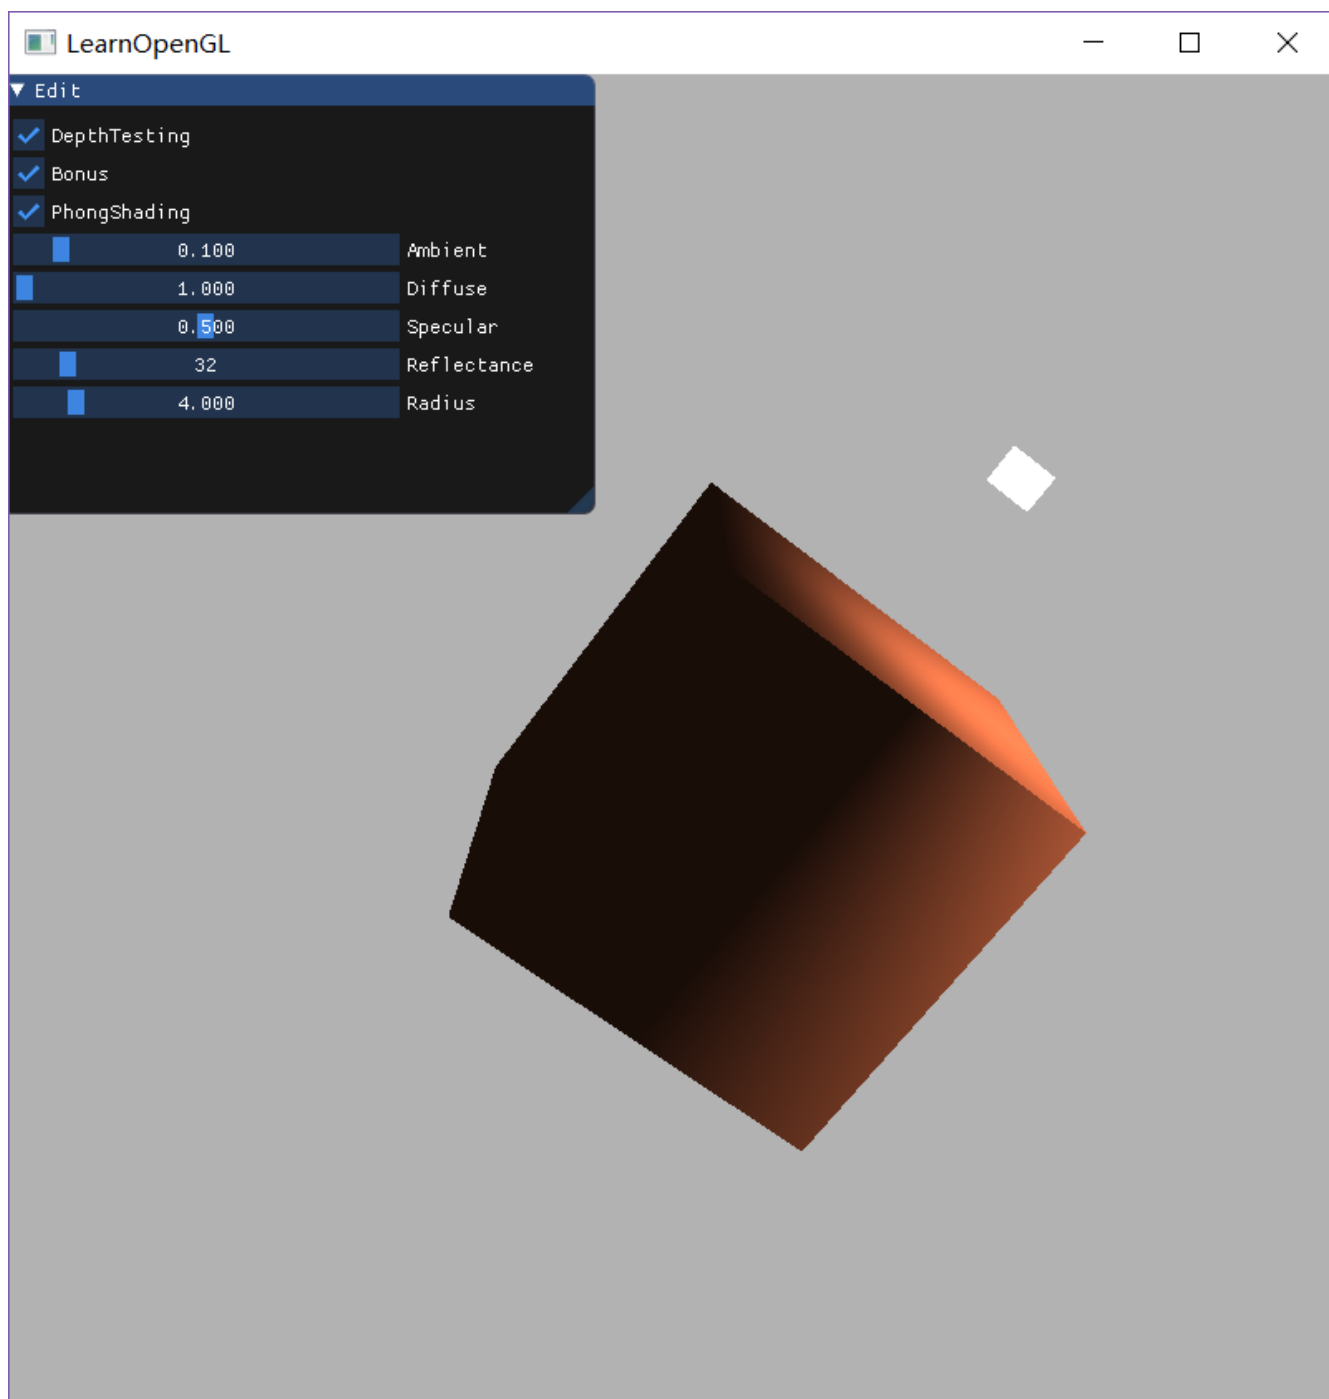 LearnOpenGL
Edit
DepthTesting
Bonus
PhongShading
0.100 Ambient
1.000 Diffuse
0.500 Specular
32 Reflectance
4.000 Radius